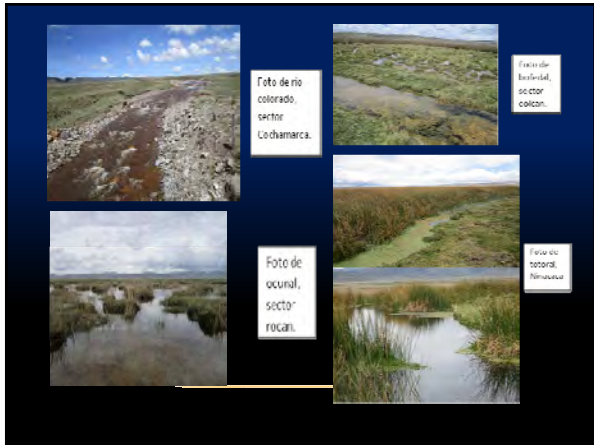 Foto de rio
colorado,
sector
Cochamarca.
Foto de
bofedal,
sector
colcan.
Foto de
ocunal,
sector
rocan.
Foto de
totoral,
Ninacaca